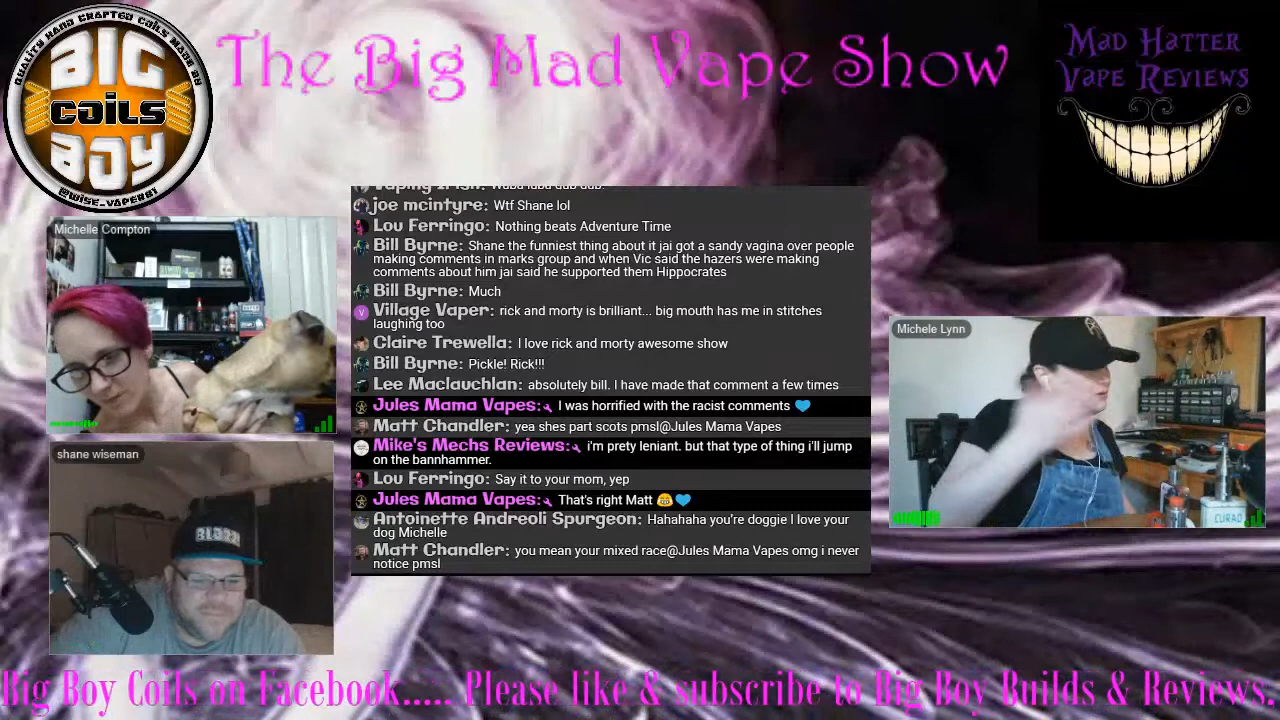 QUALITY HAND CRAFTED COILS MADE BY
BIG
COILS
BOY
@WISE_VAPER81
The Big Mad Vape Show
Mad Hatter
Vape Reviews
Michelle Compton
shane wiseman
Michele Lynn
CURAD
joe mcintyre: Wtf Shane lol
Lou Ferringo: Nothing beats Adventure Time
Bill Byrne: Shane the funniest thing about it jai got a sandy vagina over people
making comments in marks group and when Vic said the hazers were making
comments about him jai said he supported them Hippocrates
Bill Byrne: Much
V Village Vaper: rick and morty is brilliant... big mouth has me in stitches
laughing too
Claire Trewella: I love rick and morty awesome show
Bill Byrne: Pickle! Rick!!!
Lee Maclauchlan: absolutely bill. I have made that comment a few times
Jules Mama Vapes: I was horrified with the racist comments 💙
Matt Chandler: yea shes part scots pmsl@Jules Mama Vapes
Mike's Mechs Reviews: i'm prety leniant. but that type of thing i'll jump
on the bannhammer.
Lou Ferringo: Say it to your mom, yep
Jules Mama Vapes: That's right Matt 😂💙
Antoinette Andreoli Spurgeon: Hahahaha you're doggie I love your
dog Michelle
Matt Chandler: you mean your mixed race@Jules Mama Vapes omg i never
notice pmsl
Big Boy Coils on Facebook..... Please like & subscribe to Big Boy Builds & Reviews.